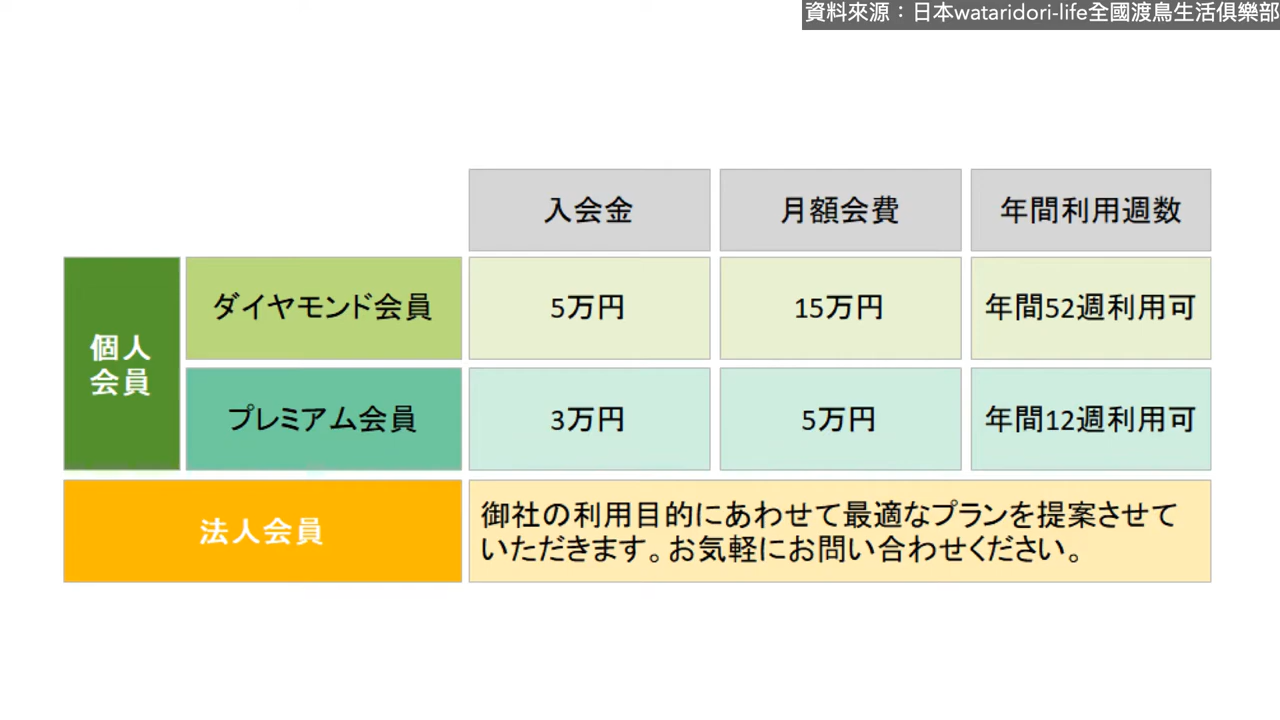 資料來源：日本wataridori-life全國渡鳥生活俱樂部
入会金
月額会費
年間利用週数
個人
会員
ダイヤモンド会員
5万円
15万円
年間52週利用可
プレミアム会員
3万円
5万円
年間12週利用可
法人会員
御社の利用目的にあわせて最適なプランを提案させて
いただきます。お気軽にお問い合わせください。